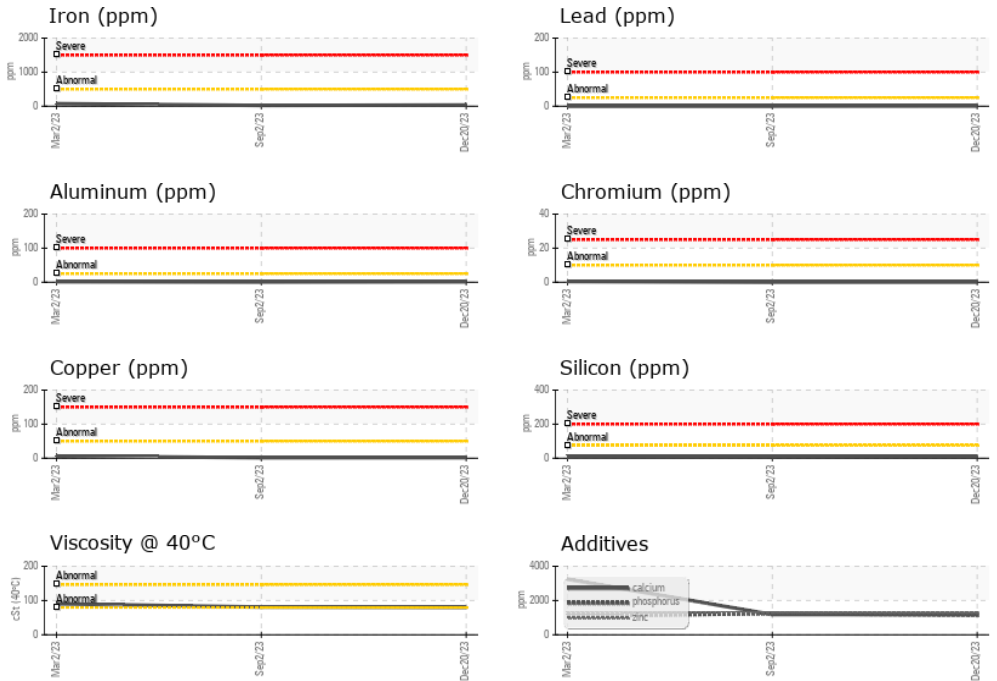 Iron (ppm)
2000
1000
0
ppm
Severe
Abnormal
Mar2/23
Sep2/23
Dec20/23
Lead (ppm)
200
100
0
ppm
Severe
Abnormal
Mar2/23
Sep2/23
Dec20/23
Aluminum (ppm)
200
100
0
ppm
Severe
Abnormal
Mar2/23
Sep2/23
Dec20/23
Chromium (ppm)
40
20
0
ppm
Severe
Abnormal
Mar2/23
Sep2/23
Dec20/23
Copper (ppm)
200
100
0
ppm
Severe
Abnormal
Mar2/23
Sep2/23
Dec20/23
Silicon (ppm)
400
200
0
ppm
Severe
Abnormal
Mar2/23
Sep2/23
Dec20/23
Viscosity @ 40°C
200
100
0
cSt (40°C)
Abnormal
Abnormal
Mar2/23
Sep2/23
Dec20/23
Additives
4000
2000
0
ppm
calcium
phosphorus
zinc
Mar2/23
Sep2/23
Dec20/23